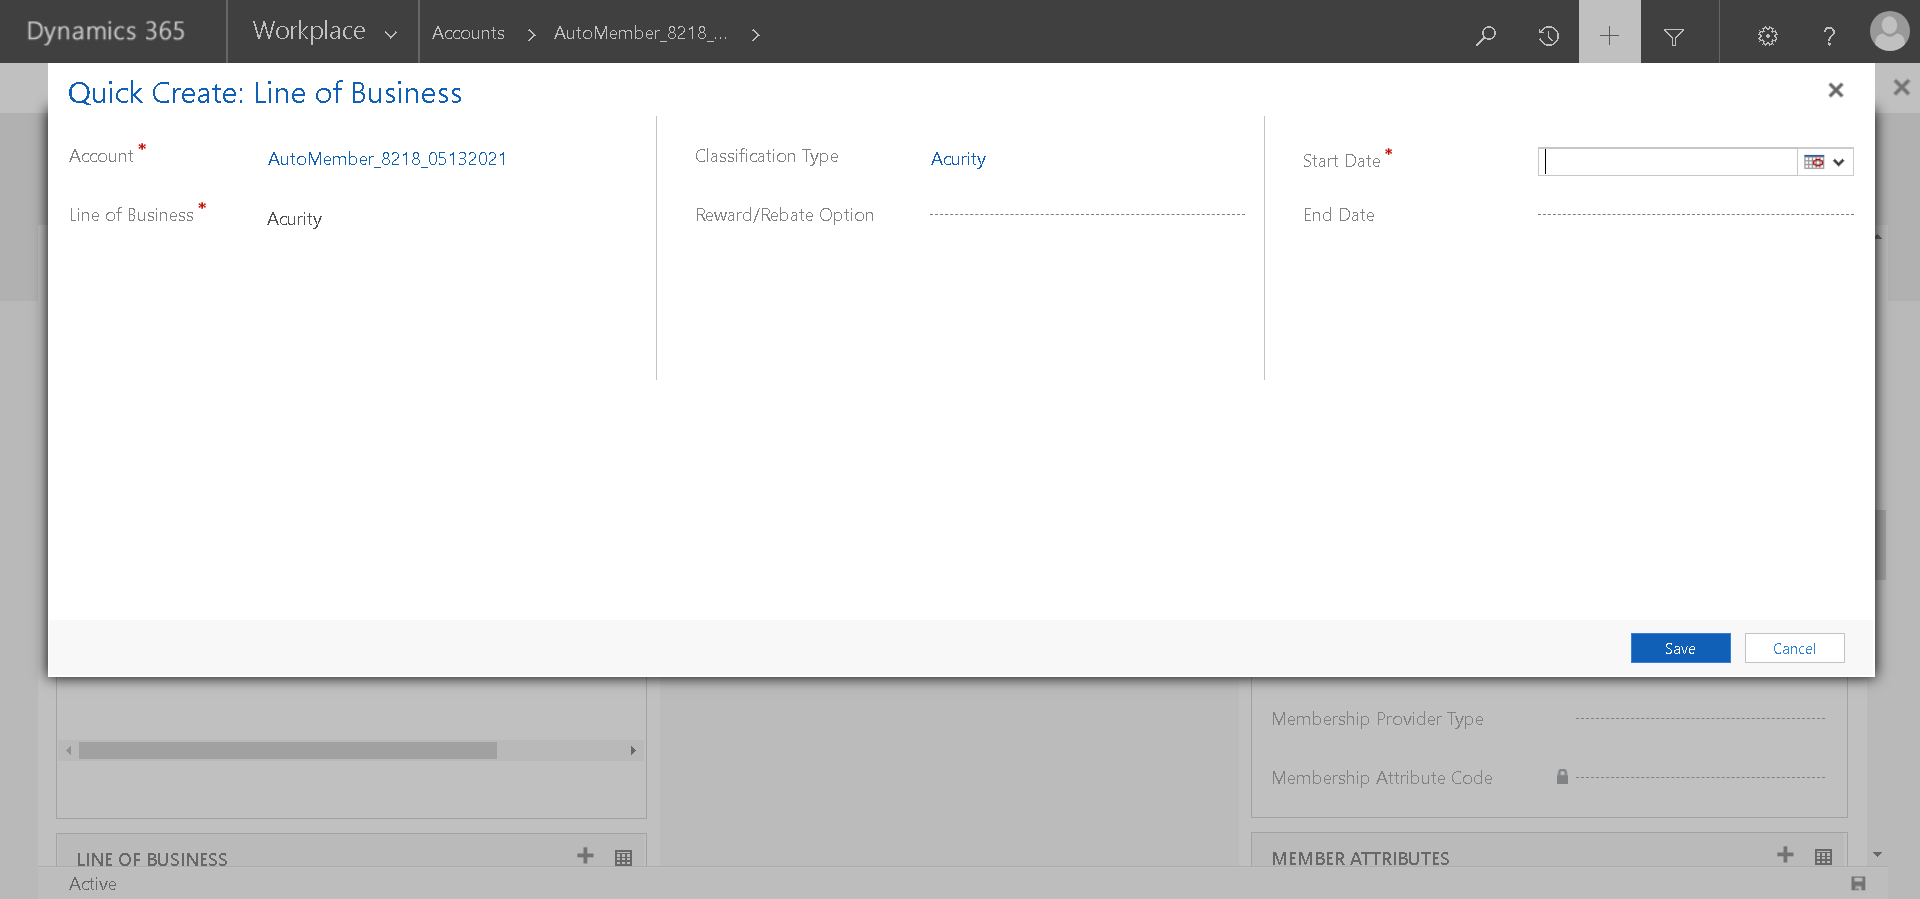 Dynamics 365
Workplace
Accounts
AutoMember_8218_...
Quick Create: Line of Business
Account *
AutoMember_8218_05132021
Classification Type
Acurity
Start Date *
Line of Business *
Acurity
Reward/Rebate Option
End Date
Save
Cancel
Membership Provider Type
Membership Attribute Code
LINE OF BUSINESS
MEMBER ATTRIBUTES
Active